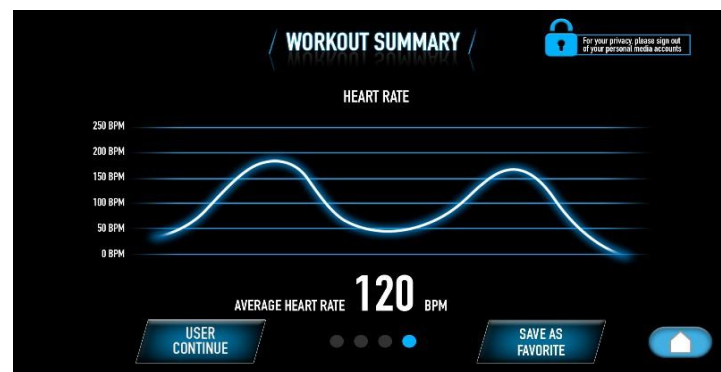 WORKOUT SUMMARY
For your privacy, please sign out
of your personal media accounts
HEART RATE
250 BPM
200 BPM
150 BPM
100 BPM
50 BPM
0 BPM
AVERAGE HEART RATE 120 BPM
USER
CONTINUE
SAVE AS
FAVORITE